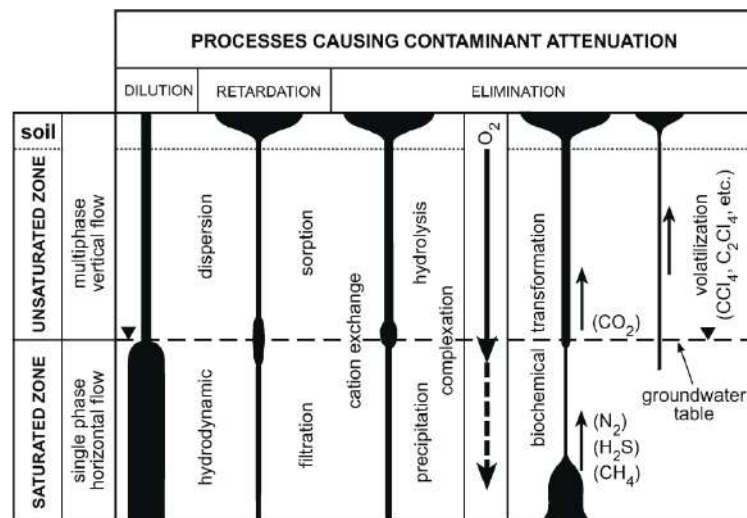 PROCESSES CAUSING CONTAMINANT ATTENUATION
DILUTION
RETARDATION
ELIMINATION
soil
O2
UNSATURATED ZONE
multiphase
vertical flow
dispersion
sorption
hydrolysis
volatilization
(CCl4, C2Cl4, etc.)
(CO2)
cation exchange
complexation
biochemical transformation
groundwater
table
SATURATED ZONE
single phase
horizontal flow
hydrodynamic
filtration
precipitation
(N2)
(H2S)
(CH4)